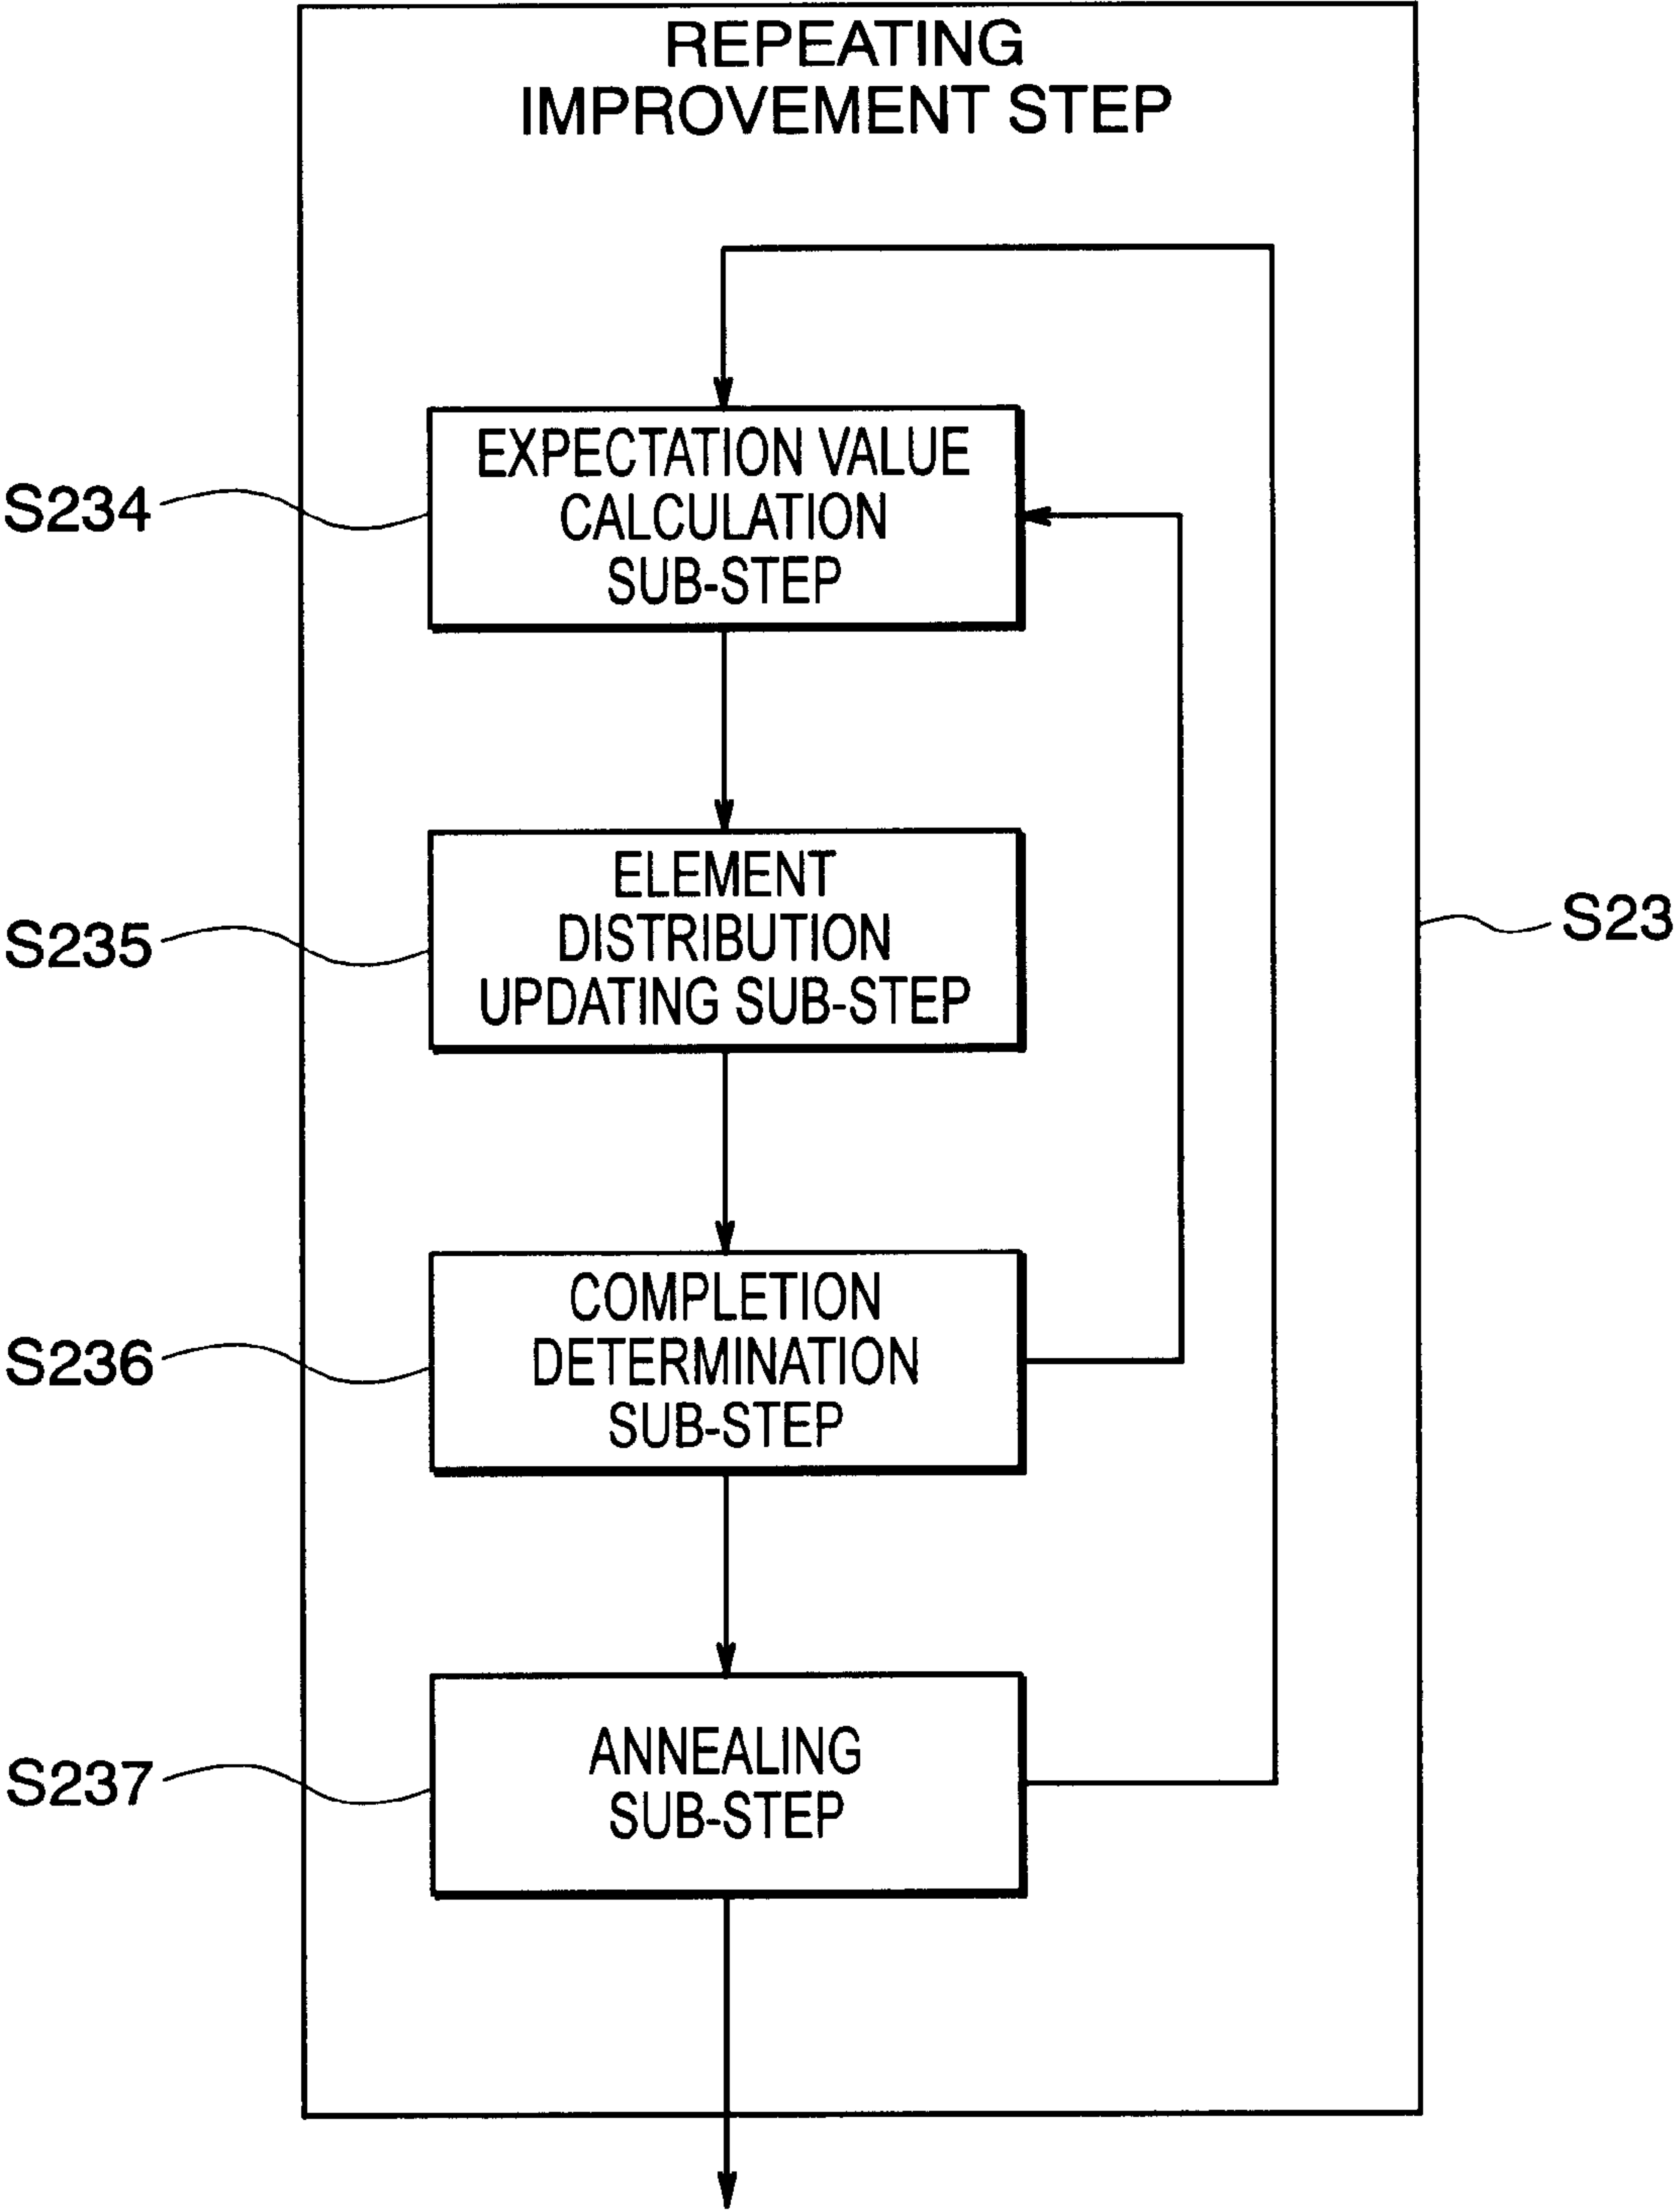 REPEATING
IMPROVEMENT STEP
EXPECTATION VALUE
CALCULATION
SUB-STEP
S234
ELEMENT
DISTRIBUTION
UPDATING SUB-STEP
S235
S23
COMPLETION
DETERMINATION
SUB-STEP
S236
ANNEALING
SUB-STEP
S237